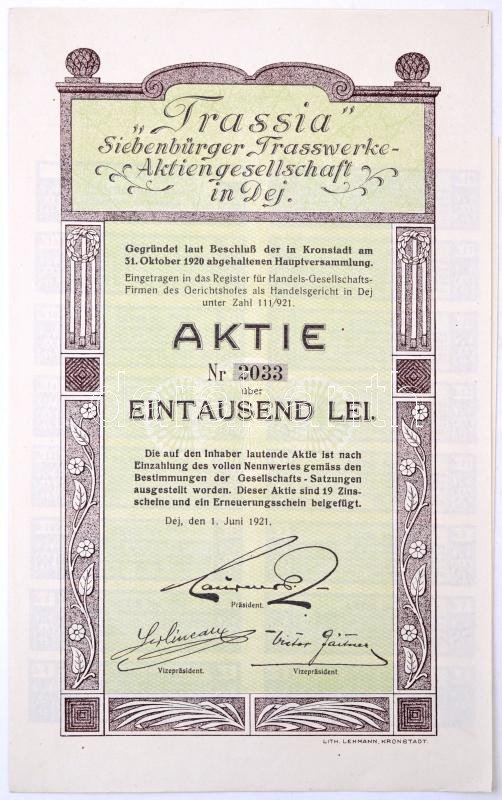 „Trassia“
Siebenbürger Trasswerke-
Aktiengesellschaft
in Dej.
Gegründet laut Beschluß der in Kronstadt am
31. Oktober 1920 abgehaltenen Hauptversammlung.
Eingetragen in das Register für Handels-Gesellschafts-
Firmen des Gerichtshofes als Handelsgericht in Dej
unter Zahl 111/921.
AKTIE
Nr 2033
über
EINTAUSEND LEI.
Die auf den Inhaber lautende Aktie ist nach
Einzahlung des vollen Nennwertes gemäss den
Bestimmungen der Gesellschafts-Satzungen
ausgestellt worden. Dieser Aktie sind 19 Zins-
scheine und ein Erneuerungsschein beigefügt.
Dej, den 1. Juni 1921.
Präsident.
Victor Gärtner
Vizepräsident.
Vizepräsident.
LITH. LEHMANN, KRONSTADT.